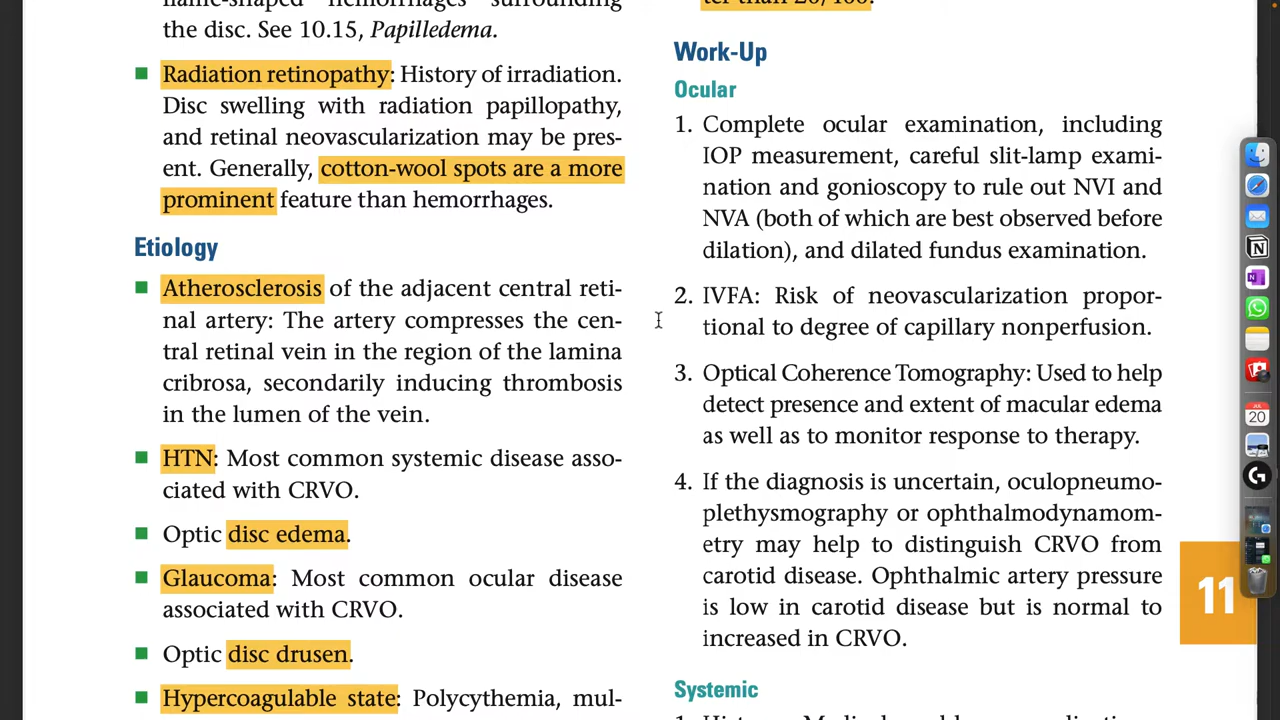 flame-shaped hemorrhages surrounding
the disc. See 10.15, Papilledema.
Radiation retinopathy: History of irradiation.
Disc swelling with radiation papillopathy,
and retinal neovascularization may be pres-
ent. Generally, cotton-wool spots are a more
prominent feature than hemorrhages.
Etiology
Atherosclerosis of the adjacent central reti-
nal artery: The artery compresses the cen-
tral retinal vein in the region of the lamina
cribrosa, secondarily inducing thrombosis
in the lumen of the vein.
HTN: Most common systemic disease asso-
ciated with CRVO.
Optic disc edema.
Glaucoma: Most common ocular disease
associated with CRVO.
Optic disc drusen.
Hypercoagulable state: Polycythemia, mul-
ter than 20/400.
Work-Up
Ocular
1. Complete ocular examination, including
IOP measurement, careful slit-lamp exami-
nation and gonioscopy to rule out NVI and
NVA (both of which are best observed before
dilation), and dilated fundus examination.
2. IVFA: Risk of neovascularization propor-
tional to degree of capillary nonperfusion.
3. Optical Coherence Tomography: Used to help
detect presence and extent of macular edema
as well as to monitor response to therapy.
4. If the diagnosis is uncertain, oculopneumo-
plethysmography or ophthalmodynamom-
etry may help to distinguish CRVO from
carotid disease. Ophthalmic artery pressure
is low in carotid disease but is normal to
increased in CRVO.
Systemic
11
20